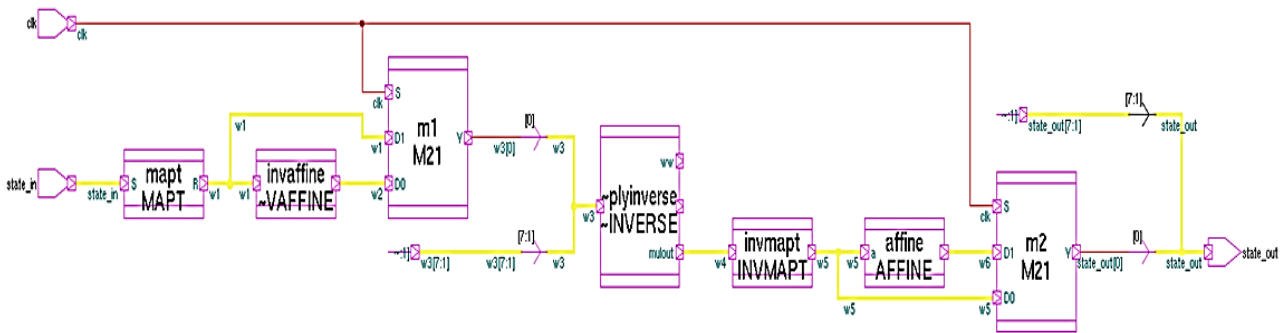 clk
clk
[7:1]
S
clk
~:1]
state_out[7:1]
state_out
w1
m1
M21
[0]
D1
w1
Y
w3[0]
w3
mapt
MAPT
invaffine
~VAFFINE
ww
state_in
state_in
S
R
w1
w1
w2
D0
~plyinverse
~INVERSE
w3
S
clk
[7:1]
~:1]
w3[7:1]
w3[7:1]
w3
mulout
w4
invmapt
INVMAPT
w5
w5
a
affine
AFFINE
w6
D1
m2
M21
Y
state_out[0]
[0]
state_out
state_out
w5
w5
D0